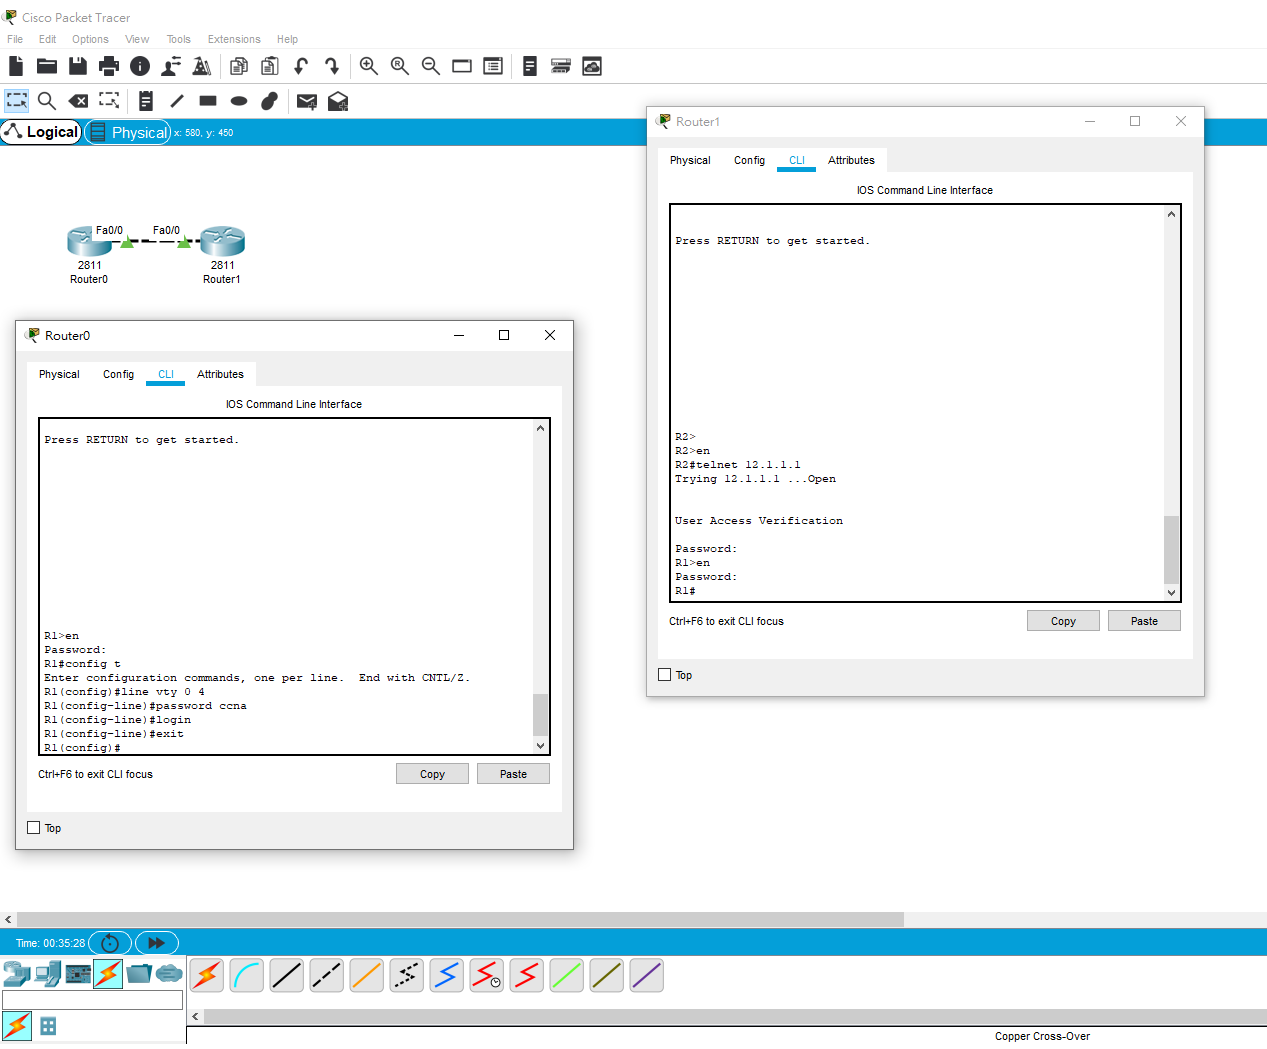 Cisco Packet Tracer
File Edit Options View Tools Extensions Help
Logical Physical x: 580, y: 450
Fa0/0 Fa0/0
2811 2811
Router0 Router1
Router1
Physical Config CLI Attributes
IOS Command Line Interface
Press RETURN to get started.
R2>
R2>en
R2#telnet 12.1.1.1
Trying 12.1.1.1 ...Open
User Access Verification
Password:
R1>en
Password:
R1#
Ctrl+F6 to exit CLI focus
Copy Paste
Top
Router0
Physical Config CLI Attributes
IOS Command Line Interface
Press RETURN to get started.
R1>en
Password:
R1#config t
Enter configuration commands, one per line.  End with CNTL/Z.
R1(config)#line vty 0 4
R1(config-line)#password ccna
R1(config-line)#login
R1(config-line)#exit
R1(config)#
Ctrl+F6 to exit CLI focus
Copy Paste
Top
Time: 00:35:28
Copper Cross-Over